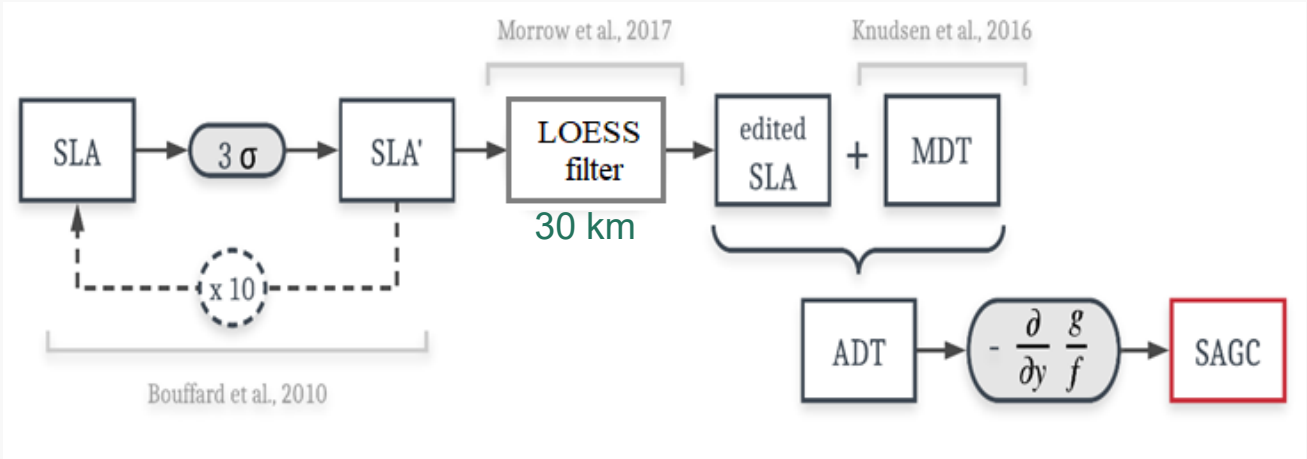 Morrow et al., 2017
Knudsen et al., 2016
SLA
3 σ
SLA'
LOESS
filter
30 km
edited
SLA
+
MDT
x 10
Bouffard et al., 2010
ADT
- ∂/∂y g/f
SAGC